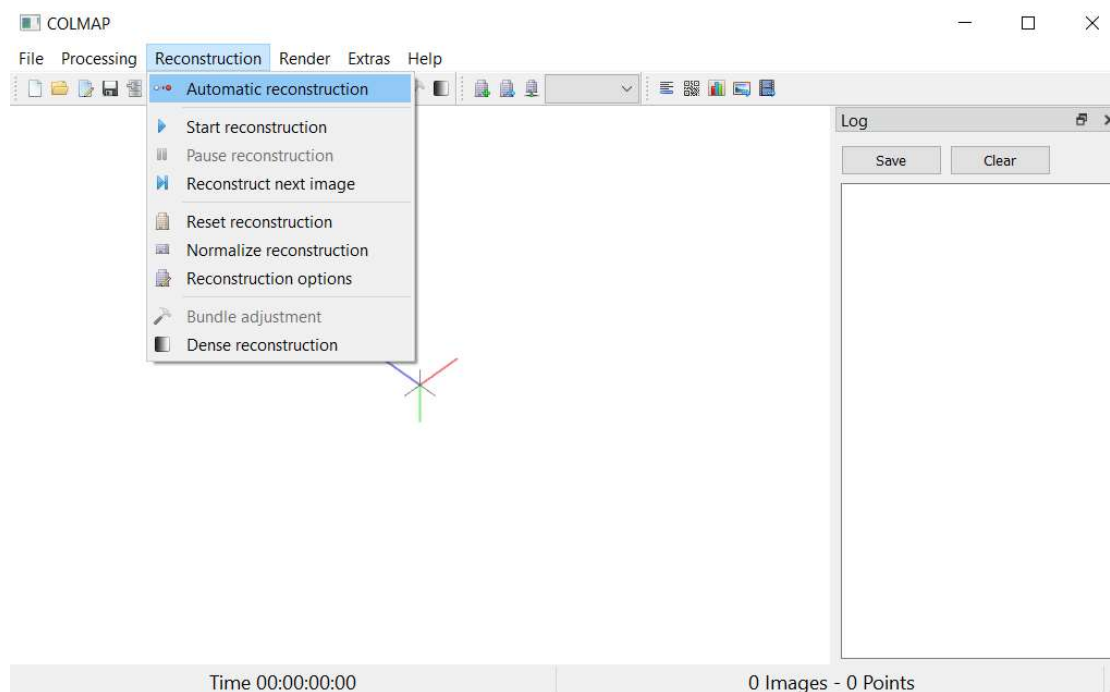 COLMAP
File Processing Reconstruction Render Extras Help
Automatic reconstruction
Start reconstruction
Pause reconstruction
Reconstruct next image
Reset reconstruction
Normalize reconstruction
Reconstruction options
Bundle adjustment
Dense reconstruction
Log
Save Clear
Time 00:00:00:00 0 Images - 0 Points